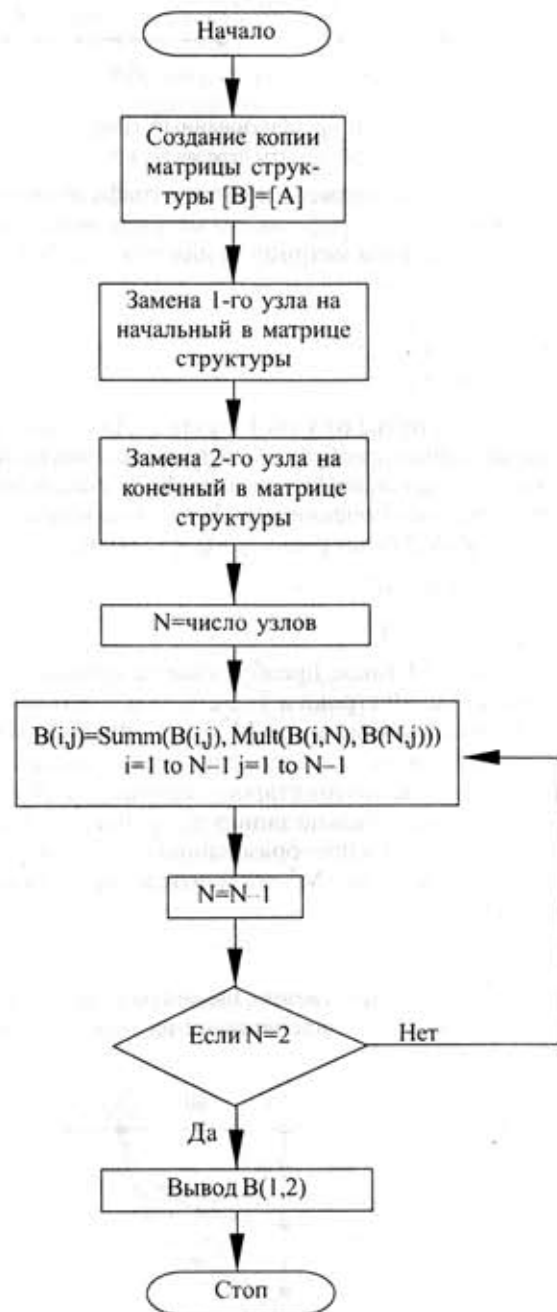 Начало
Создание копии
матрицы струк-
туры [B]=[A]
Замена 1-го узла на
начальный в матрице
структуры
Замена 2-го узла на
конечный в матрице
структуры
N=число узлов
B(i,j)=Summ(B(i,j), Mult(B(i,N), B(N,j)))
i=1 to N–1 j=1 to N–1
N=N–1
Если N=2
Нет
Да
Вывод B(1,2)
Стоп